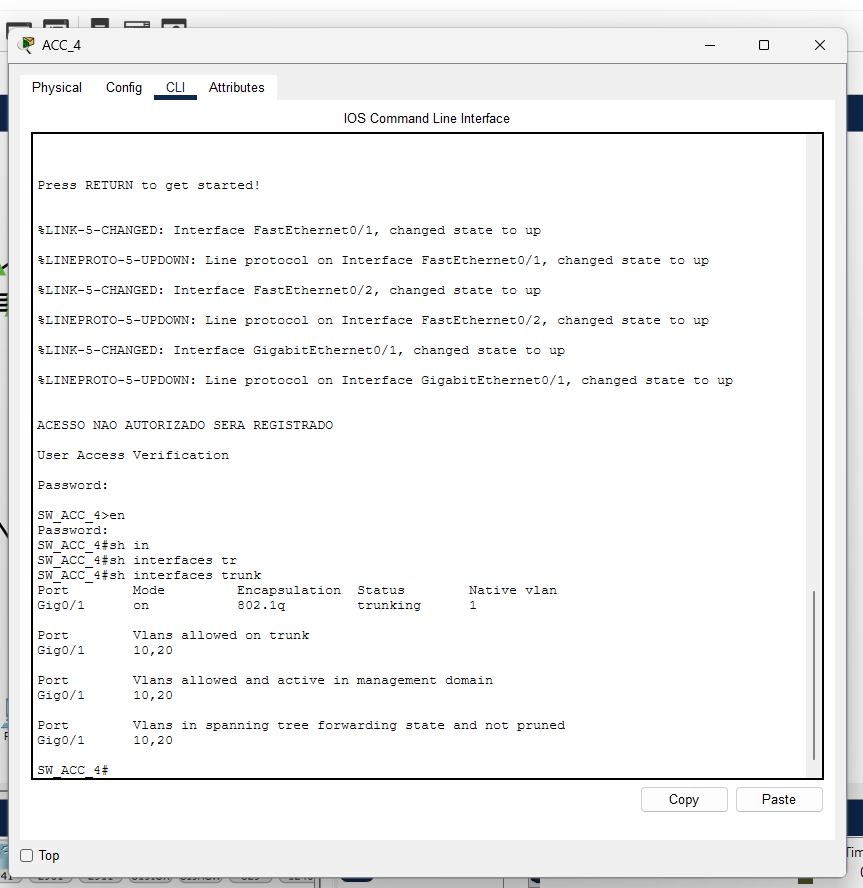 ACC_4
Physical Config CLI Attributes
IOS Command Line Interface
Press RETURN to get started!
%LINK-5-CHANGED: Interface FastEthernet0/1, changed state to up
%LINEPROTO-5-UPDOWN: Line protocol on Interface FastEthernet0/1, changed state to up
%LINK-5-CHANGED: Interface FastEthernet0/2, changed state to up
%LINEPROTO-5-UPDOWN: Line protocol on Interface FastEthernet0/2, changed state to up
%LINK-5-CHANGED: Interface GigabitEthernet0/1, changed state to up
%LINEPROTO-5-UPDOWN: Line protocol on Interface GigabitEthernet0/1, changed state to up
ACESSO NAO AUTORIZADO SERA REGISTRADO
User Access Verification
Password:
SW_ACC_4>en
Password:
SW_ACC_4#sh in
SW_ACC_4#sh interfaces tr
SW_ACC_4#sh interfaces trunk
Port Mode Encapsulation Status Native vlan
Gig0/1 on 802.1q trunking 1
Port Vlans allowed on trunk
Gig0/1 10,20
Port Vlans allowed and active in management domain
Gig0/1 10,20
Port Vlans in spanning tree forwarding state and not pruned
Gig0/1 10,20
SW_ACC_4#
Copy Paste
Top